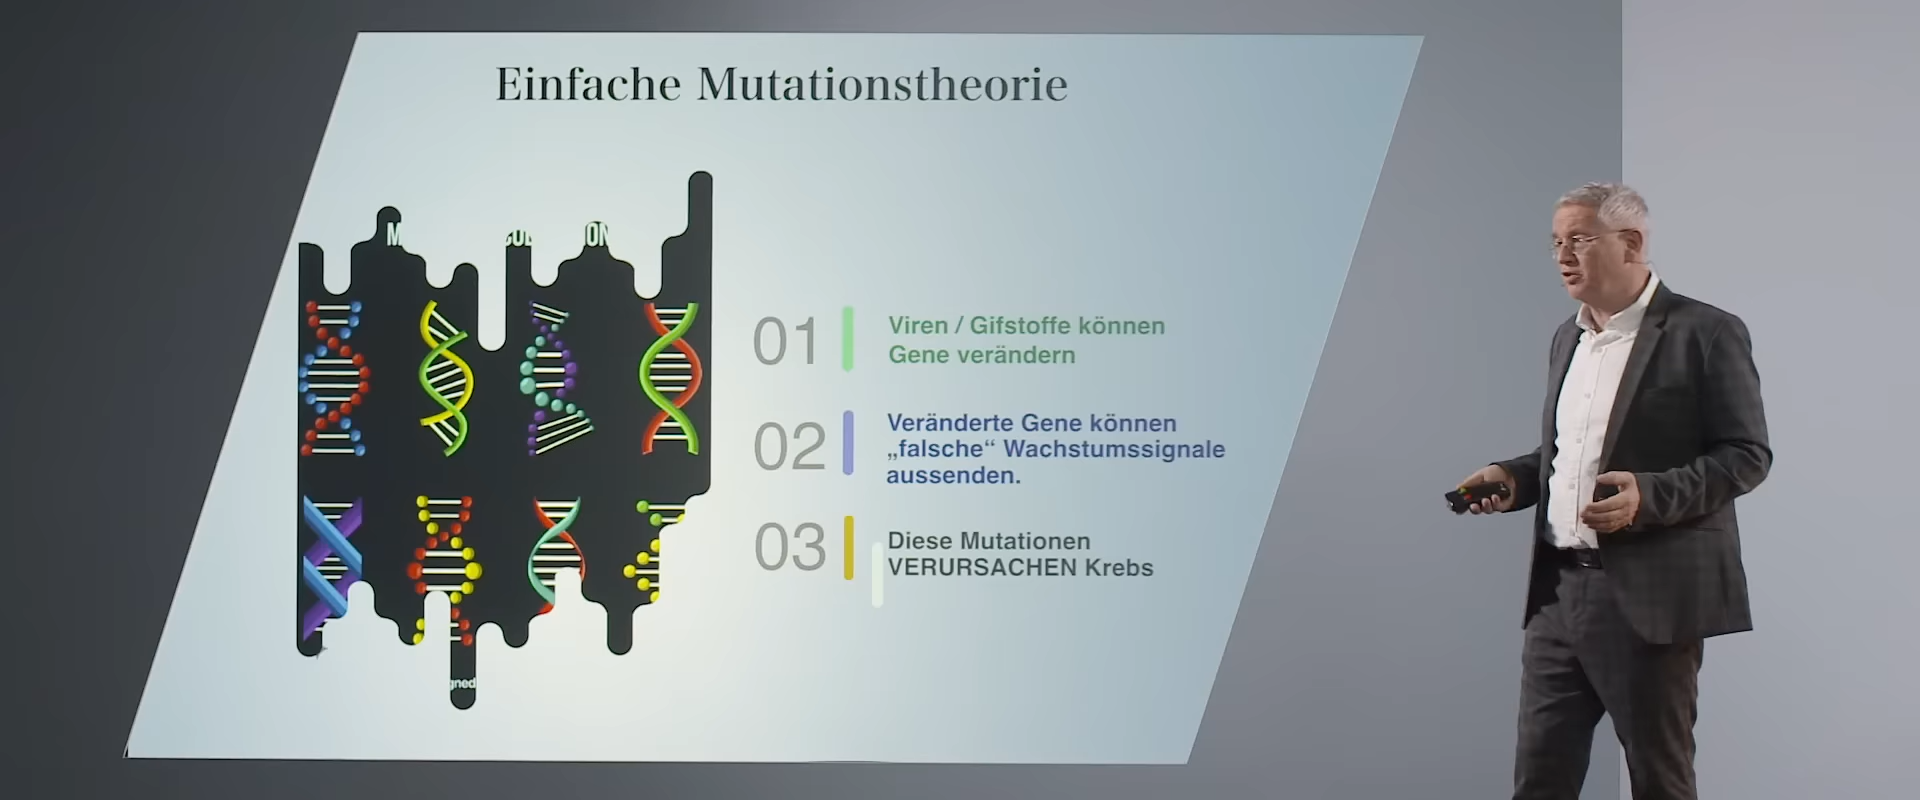 Einfache Mutationstheorie
01
Viren / Gifstoffe können
Gene verändern
02
Veränderte Gene können
„falsche“ Wachstumssignale
aussenden.
03
Diese Mutationen
VERURSACHEN Krebs